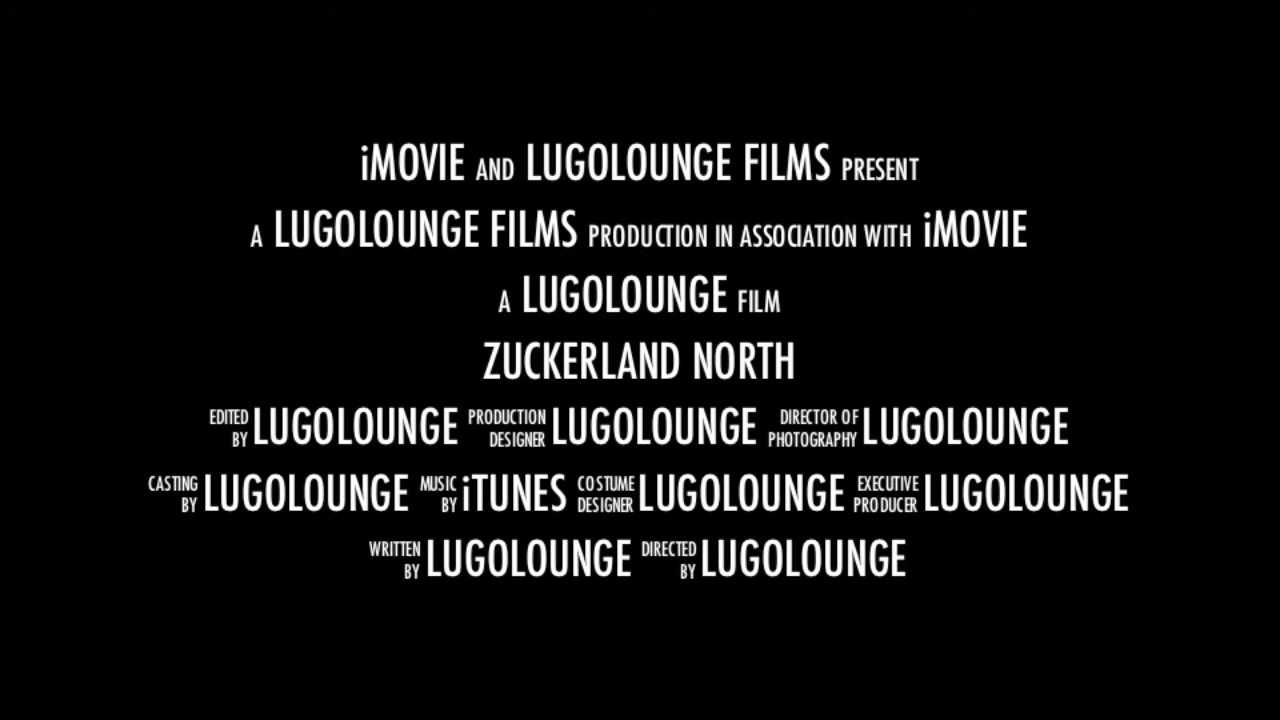 iMOVIE AND LUGOLOUNGE FILMS PRESENT
A LUGOLOUNGE FILMS PRODUCTION IN ASSOCIATION WITH iMOVIE
A LUGOLOUNGE FILM
ZUCKERLAND NORTH
EDITED BY LUGOLOUNGE PRODUCTION DESIGNER LUGOLOUNGE DIRECTOR OF PHOTOGRAPHY LUGOLOUNGE
CASTING BY LUGOLOUNGE MUSIC BY iTUNES COSTUME DESIGNER LUGOLOUNGE EXECUTIVE PRODUCER LUGOLOUNGE
WRITTEN BY LUGOLOUNGE DIRECTED BY LUGOLOUNGE